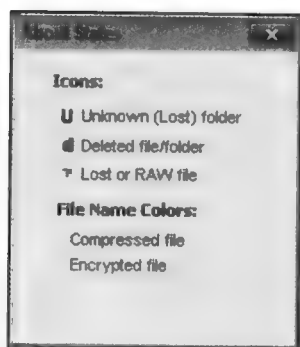 Icons:
U Unknown (Lost) folder
d Deleted file/folder
r Lost or RAW file
File Name Colors:
Compressed file
Encrypted file